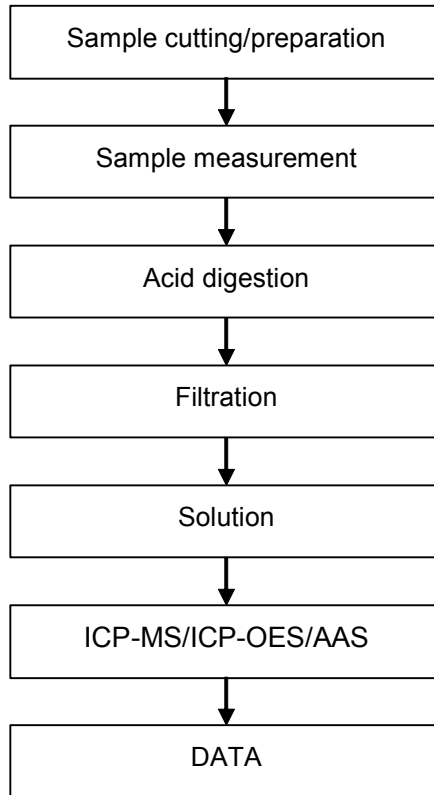 Sample cutting/preparation
Sample measurement
Acid digestion
Filtration
Solution
ICP-MS/ICP-OES/AAS
DATA